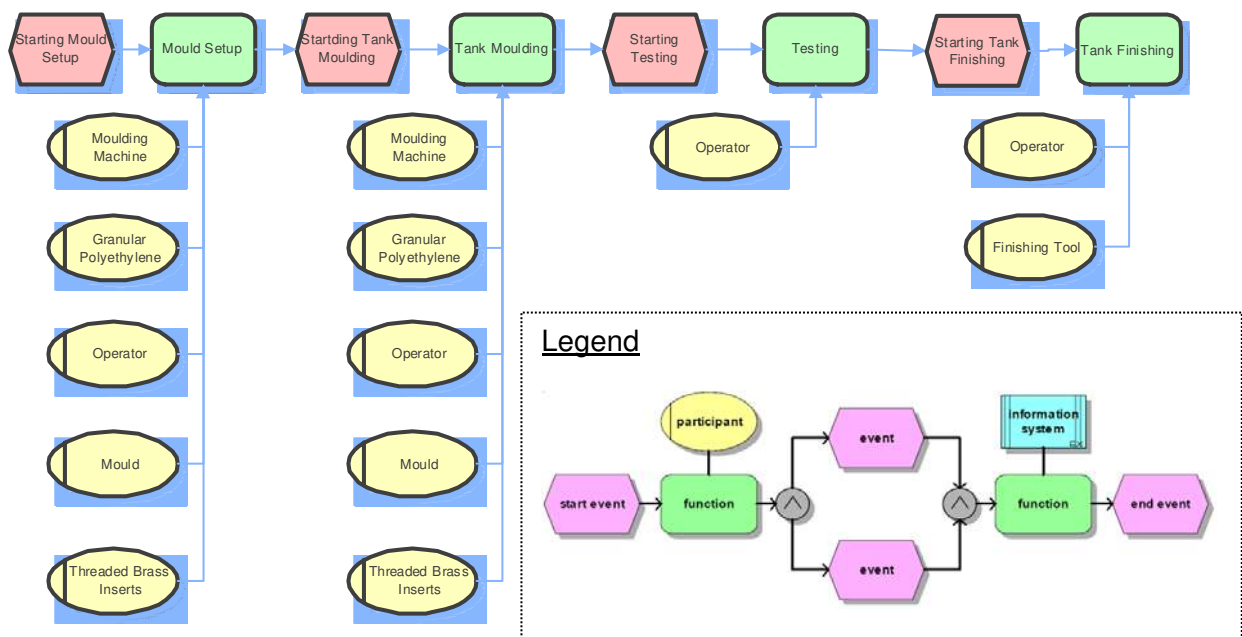 Starting Mould
Setup
Mould Setup
Startding Tank
Moulding
Tank Moulding
Starting
Testing
Testing
Starting Tank
Finishing
Tank Finishing
Moulding
Machine
Moulding
Machine
Operator
Operator
Granular
Polyethylene
Granular
Polyethylene
Finishing Tool
Operator
Operator
Mould
Mould
Threaded Brass
Inserts
Threaded Brass
Inserts
Legend
participant
event
information
system
EX
start event
function
function
end event
event